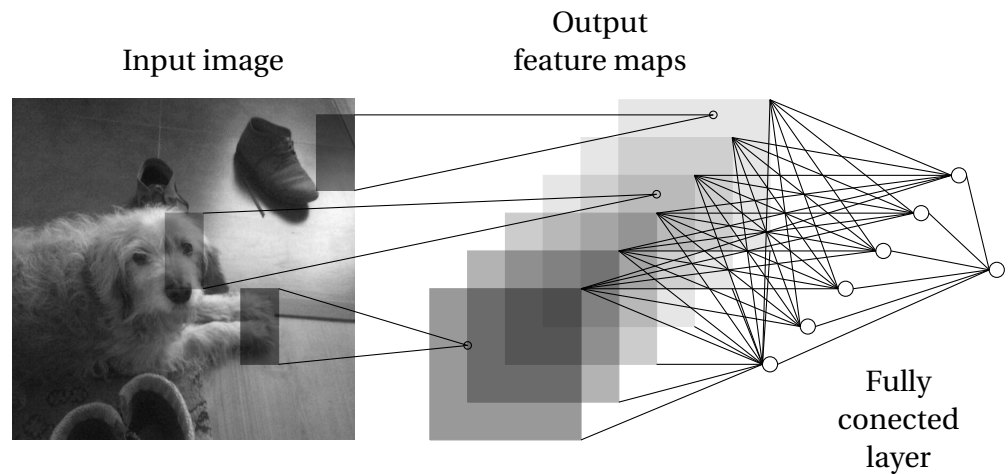 Input image
Output
feature maps
Fully
conected
layer